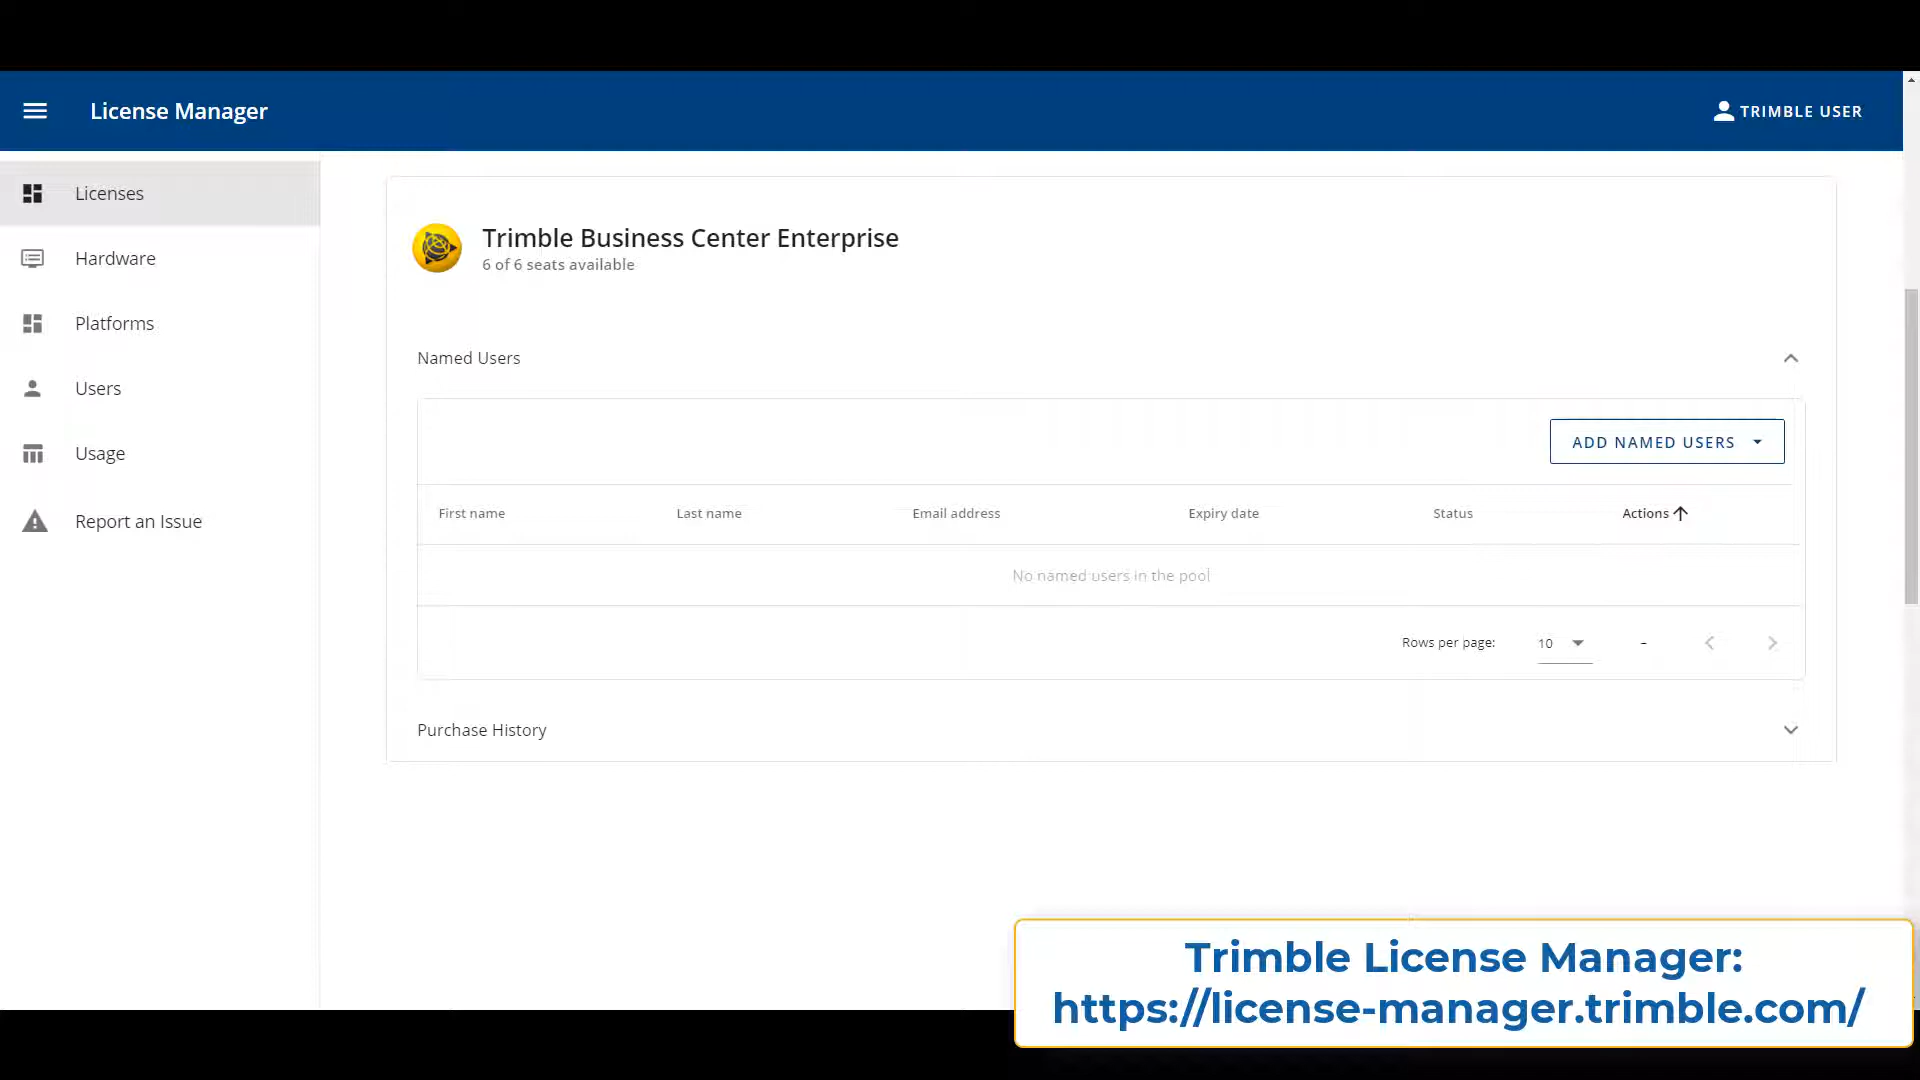 License Manager
TRIMBLE USER
Licenses
Hardware
Platforms
Users
Usage
Report an Issue
Trimble Business Center Enterprise
6 of 6 seats available
Named Users
ADD NAMED USERS
First name Last name Email address Expiry date Status Actions
No named users in the pool
Rows per page: 10 –
Purchase History
Trimble License Manager:
https://license-manager.trimble.com/